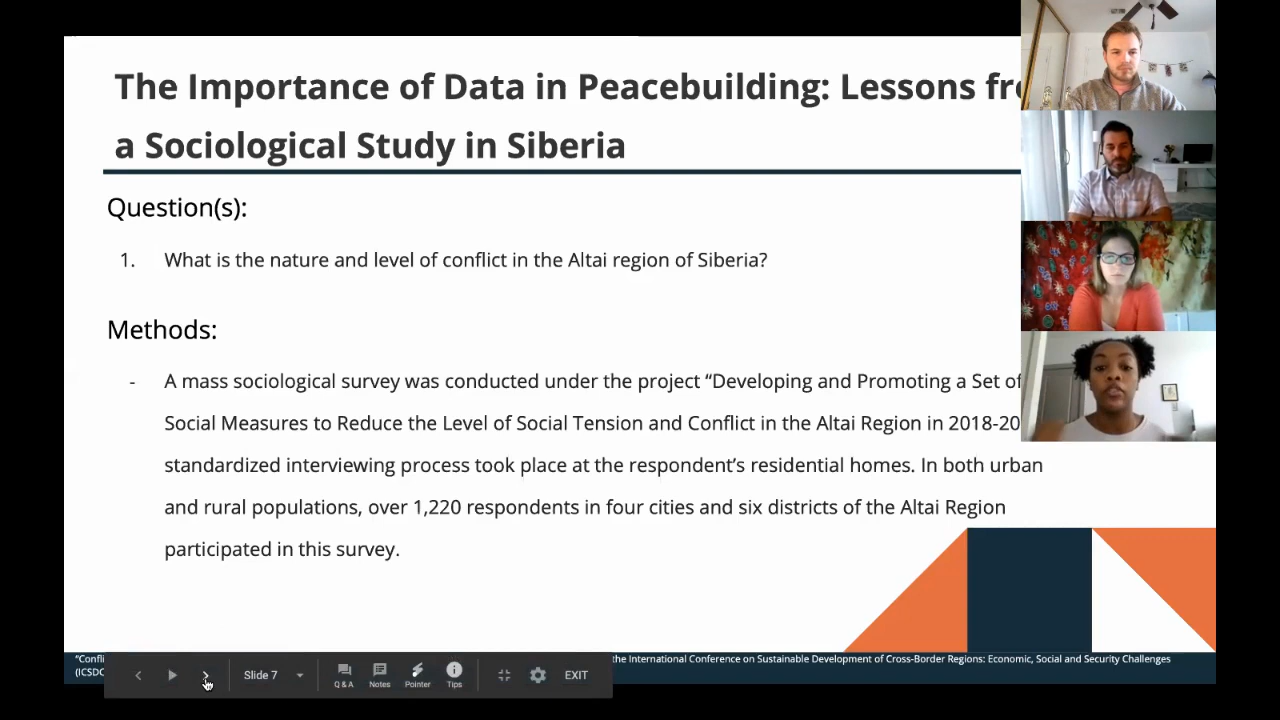 The Importance of Data in Peacebuilding: Lessons fr
a Sociological Study in Siberia
Question(s):
1. What is the nature and level of conflict in the Altai region of Siberia?
Methods:
- A mass sociological survey was conducted under the project “Developing and Promoting a Set of
Social Measures to Reduce the Level of Social Tension and Conflict in the Altai Region in 2018-20
standardized interviewing process took place at the respondent’s residential homes. In both urban
and rural populations, over 1,220 respondents in four cities and six districts of the Altai Region
participated in this survey.
“Confli the International Conference on Sustainable Development of Cross-Border Regions: Economic, Social and Security Challenges
(ICSDC
Slide 7
Q & A
Notes
Pointer
Tips
EXIT